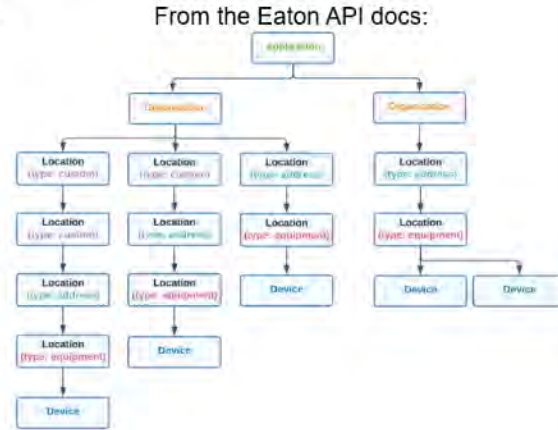 From the Eaton API docs:
Application
Organization
Organization
Location
(type: custom)
Location
(type: custom)
Location
(type: address)
Location
(type: address)
Location
(type: custom)
Location
(type: address)
Location
(type: equipment)
Location
(type: equipment)
Location
(type: address)
Location
(type: equipment)
Device
Device
Device
Location
(type: equipment)
Device
Device